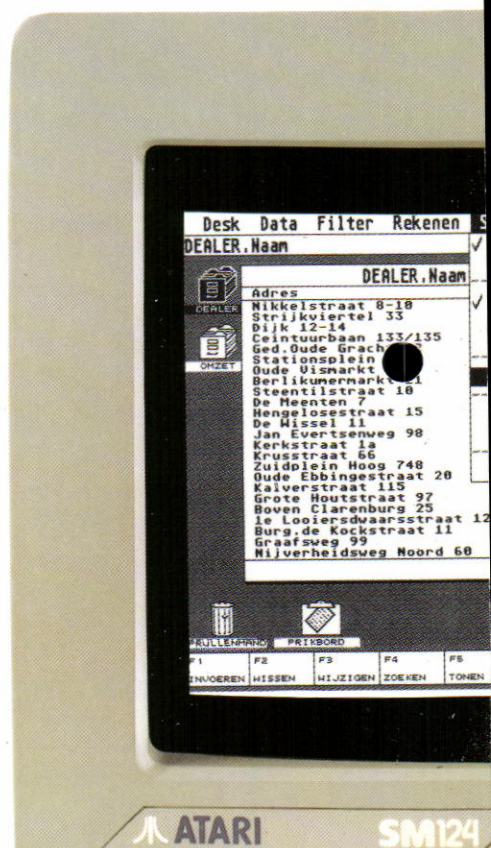 Desk Data Filter Rekenen
DEALER.Naam
DEALER.Naam
DEALER
OMZET
Adres
Nikkelstraat 8-10
Strijkviertel 33
Dijk 12-14
Ceintuurbaan 133/135
Ged.Oude
Stationsplein
Oude Vismarkt
Berlikumermarkt
Steentilstraat 10
De Meenten 7
Hengelosestraat 15
De Wissel 11
Jan Evertsenweg 98
Kerkstraat 1a
Krusstraat 66
Zuidplein Hoog 748
Oude Ebbingestraat 20
Kalverstraat 115
Grote Houtstraat 97
Boven Clarenburg 25
1e Looiersdwaarsstraat 12
Burg.de Kockstraat 11
Graafsweg 99
Nijverheidsweg Noord 60
PRULLENMAND PRIKBORD
F1 F2 F3 F4 F5
INVOEREN WISSEN WIJZIGEN ZOEKEN TONEN
ATARI SM124